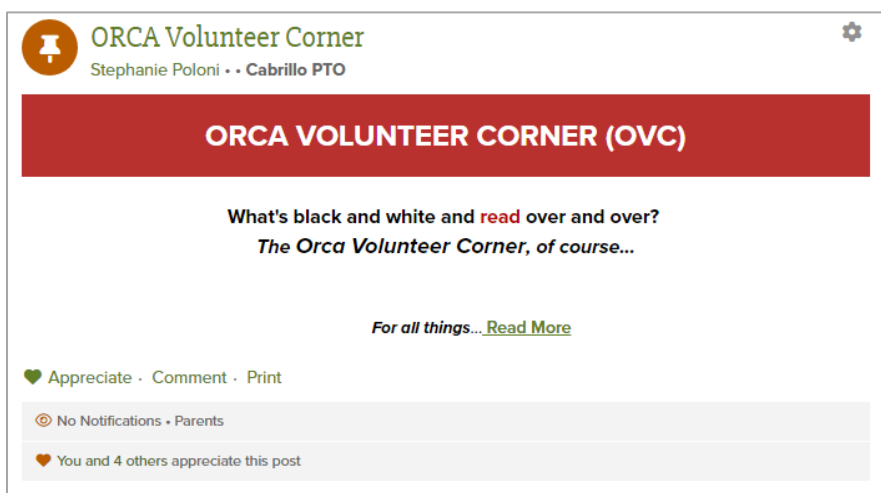 ORCA Volunteer Corner
Stephanie Poloni • • Cabrillo PTO
ORCA VOLUNTEER CORNER (OVC)
What's black and white and read over and over?
The Orca Volunteer Corner, of course...
For all things... Read More
Appreciate · Comment · Print
No Notifications • Parents
You and 4 others appreciate this post